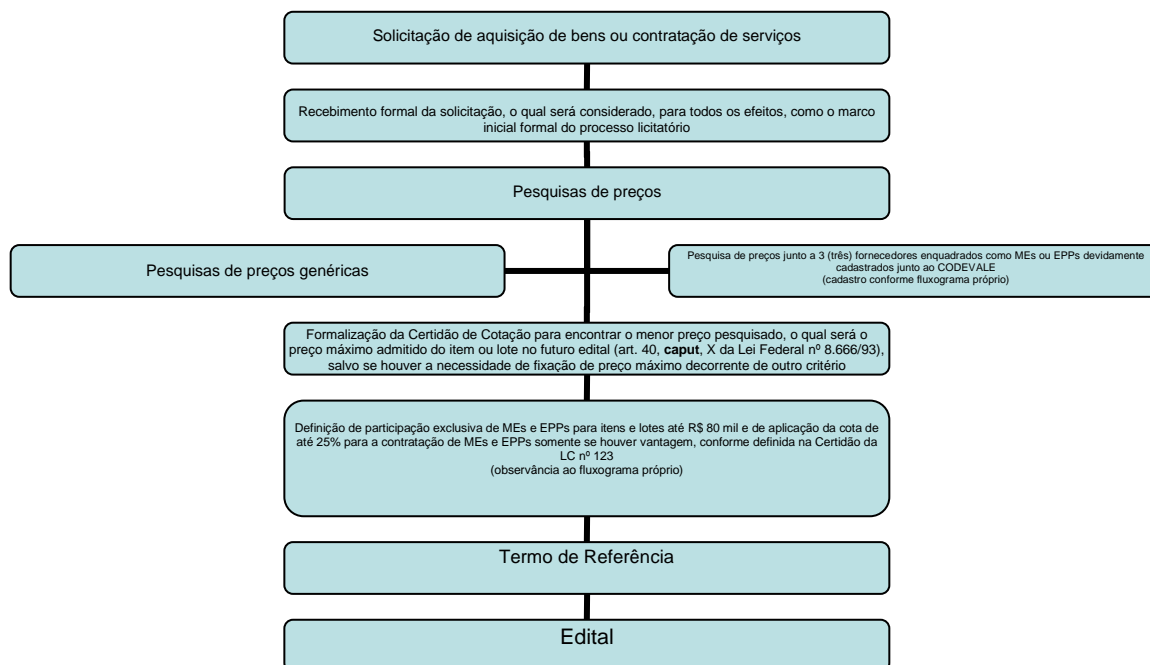 Solicitação de aquisição de bens ou contratação de serviços
Recebimento formal da solicitação, o qual será considerado, para todos os efeitos, como o marco
inicial formal do processo licitatório
Pesquisas de preços
Pesquisas de preços genéricas
Pesquisa de preços junto a 3 (três) fornecedores enquadrados como MEs ou EPPs devidamente
cadastrados junto ao CODEVALE
(cadastro conforme fluxograma próprio)
Formalização da Certidão de Cotação para encontrar o menor preço pesquisado, o qual será o
preço máximo admitido do item ou lote no futuro edital (art. 40, caput, X da Lei Federal nº 8.666/93),
salvo se houver a necessidade de fixação de preço máximo decorrente de outro critério
Definição de participação exclusiva de MEs e EPPs para itens e lotes até R$ 80 mil e de aplicação da cota de
até 25% para a contratação de MEs e EPPs somente se houver vantagem, conforme definida na Certidão da
LC nº 123
(observância ao fluxograma próprio)
Termo de Referência
Edital